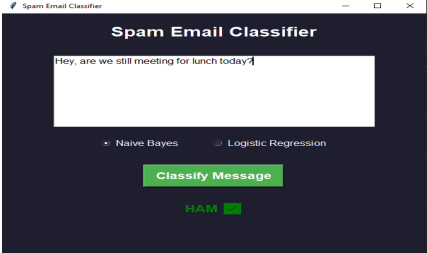 Spam Email Classifier
Spam Email Classifier
Hey, are we still meeting for lunch today?
Naive Bayes Logistic Regression
Classify Message
HAM ✓